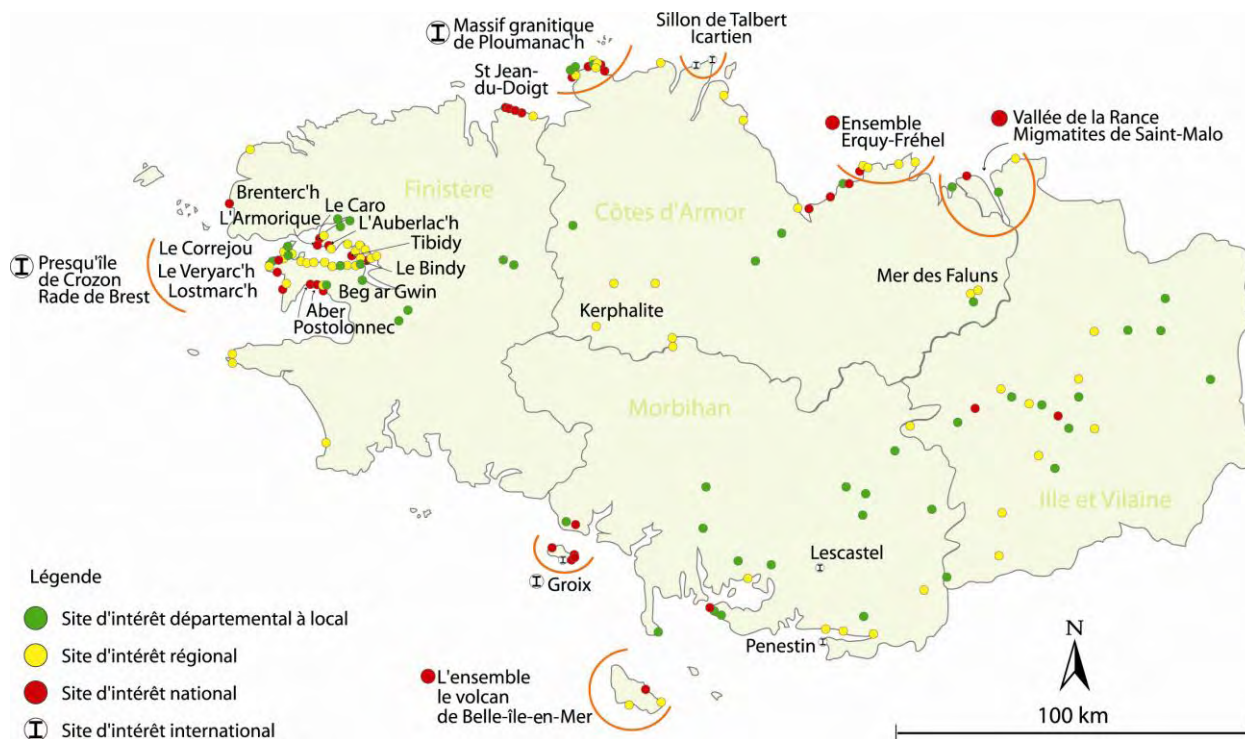 Massif granitique
de Ploumanac'h
Sillon de Talbert
Icartien
St Jean-
du-Doigt
Ensemble
Erquy-Fréhel
Vallée de la Rance
Migmatites de Saint-Malo
Finistère
Côtes d'Armor
Brenterc'h
Le Caro
L'Armorique
L'Auberlac'h
Le Correjou
Tibidy
Presqu'île
de Crozon
Rade de Brest
Le Veryarc'h
Le Bindy
Lostmarc'h
Beg ar Gwin
Aber
Postolonnec
Kerphalite
Mer des Faluns
Morbihan
Ille et Vilaine
Lescastel
Groix
Penestin
L'ensemble
le volcan
de Belle-île-en-Mer
Légende
Site d'intérêt départemental à local
Site d'intérêt régional
Site d'intérêt national
I Site d'intérêt international
N
100 km